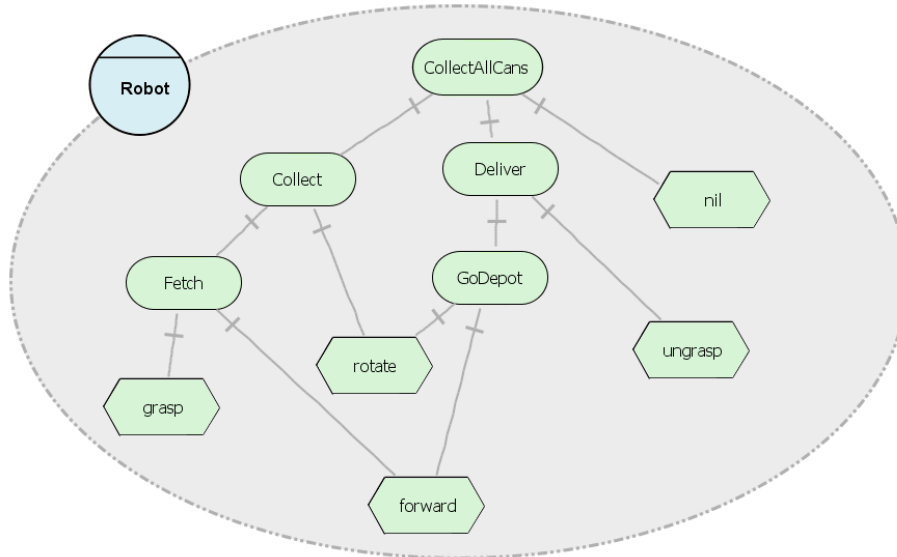 CollectAllCans
Robot
Collect
Deliver
nil
Fetch
GoDepot
rotate
ungrasp
grasp
forward